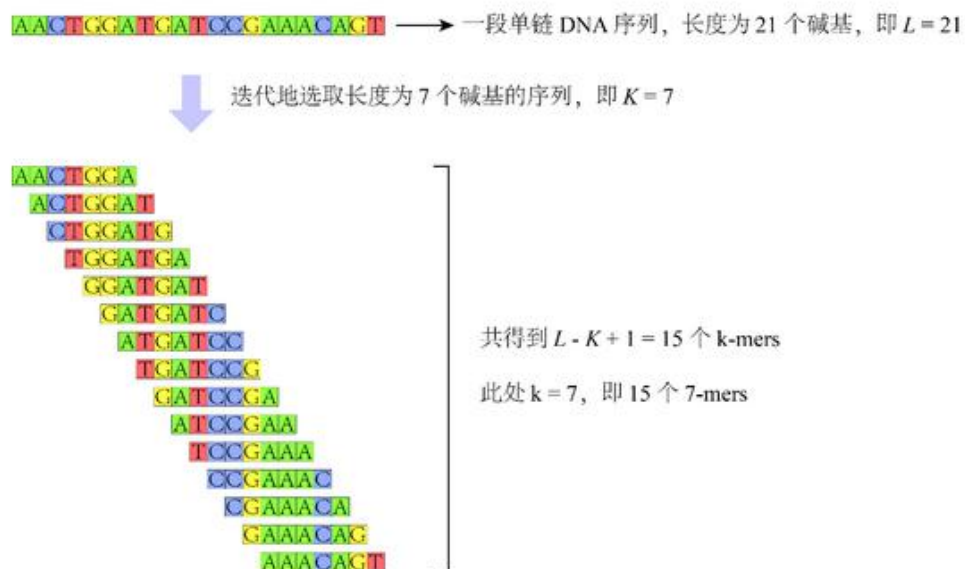 AACTGGATGATCCGAAACAGT 一段单链 DNA 序列，长度为 21 个碱基，即 L = 21
迭代地选取长度为 7 个碱基的序列，即 K = 7
AACTGGA
ACTGGAT
CTGGATG
TGGATGA
GGATGAT
GATGATC
ATGATCC
TGATCCG
GATCCGA
ATCCGAA
TCCGAAA
CCGAAAC
CGAAACA
GAAACAG
AAACAGT
共得到 L - K + 1 = 15 个 k-mers
此处 k = 7，即 15 个 7-mers